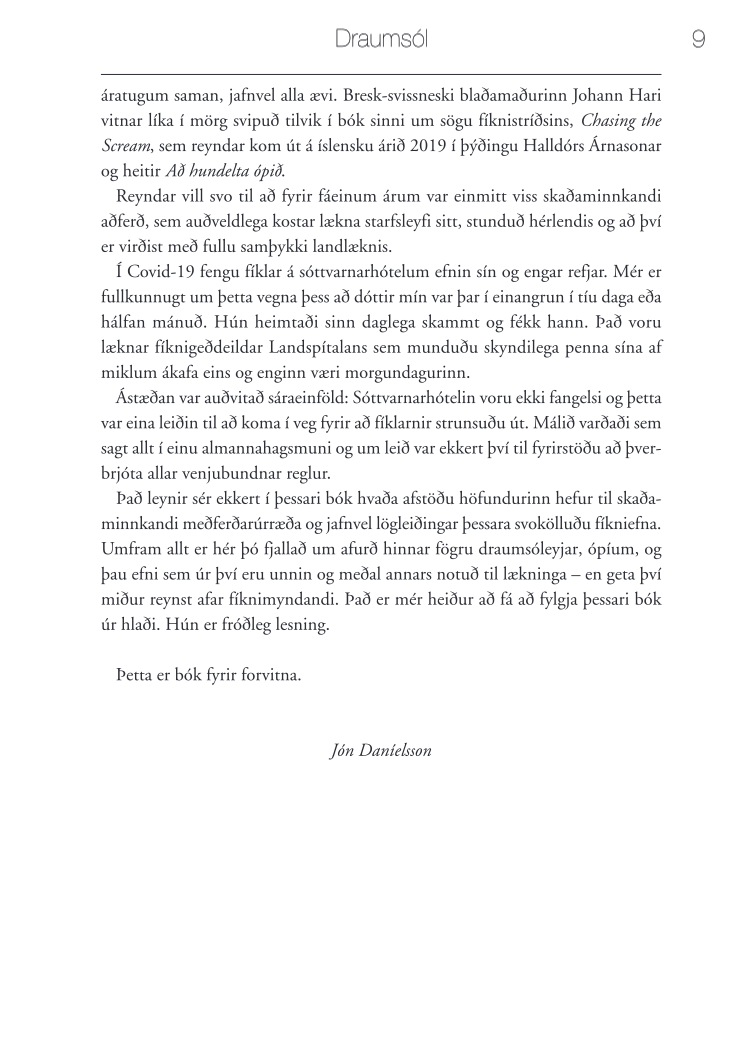 Draumsól
9
áratugum saman, jafnvel alla ævi. Bresk-svissneski blaðamaðurinn Johann Hari
vitnar líka í mörg svipuð tilvik í bók sinni um sögu fíknistríðsins, Chasing the
Scream, sem reyndar kom út á íslensku árið 2019 í þýðingu Halldórs Árnasonar
og heitir Að hundelta ópið.
Reyndar vill svo til að fyrir fáeinum árum var einmitt viss skaðaminnkandi
aðferð, sem auðveldlega kostar lækna starfsleyfi sitt, stunduð hérlendis og að því
er virðist með fullu samþykki landlæknis.
Í Covid-19 fengu fíklar á sóttvarnarhótelum efnin sín og engar refjar. Mér er
fullkunnugt um þetta vegna þess að dóttir mín var þar í einangrun í tíu daga eða
hálfan mánuð. Hún heimtaði sinn daglega skammt og fékk hann. Það voru
læknar fíknigeðdeildar Landspítalans sem munduðu skyndilega penna sína af
miklum ákafa eins og enginn væri morgundagurinn.
Ástæðan var auðvitað sáraeinföld: Sóttvarnarhótelin voru ekki fangelsi og þetta
var eina leiðin til að koma í veg fyrir að fíklarnir strunsuðu út. Málið varðaði sem
sagt allt í einu almannahagsmuni og um leið var ekkert því til fyrirstöðu að þver-
brjóta allar venjubundnar reglur.
Það leynir sér ekkert í þessari bók hvaða afstöðu höfundurinn hefur til skaða-
minnkandi meðferðarúrræða og jafnvel lögleiðingar þessara svokölluðu fíkniefna.
Umfram allt er hér þó fjallað um afurð hinnar fögru draumsóleyjar, ópíum, og
þau efni sem úr því eru unnin og meðal annars notuð til lækninga – en geta því
miður reynst afar fíknimyndandi. Það er mér heiður að fá að fylgja þessari bók
úr hlaði. Hún er fróðleg lesning.
Þetta er bók fyrir forvitna.
Jón Daníelsson